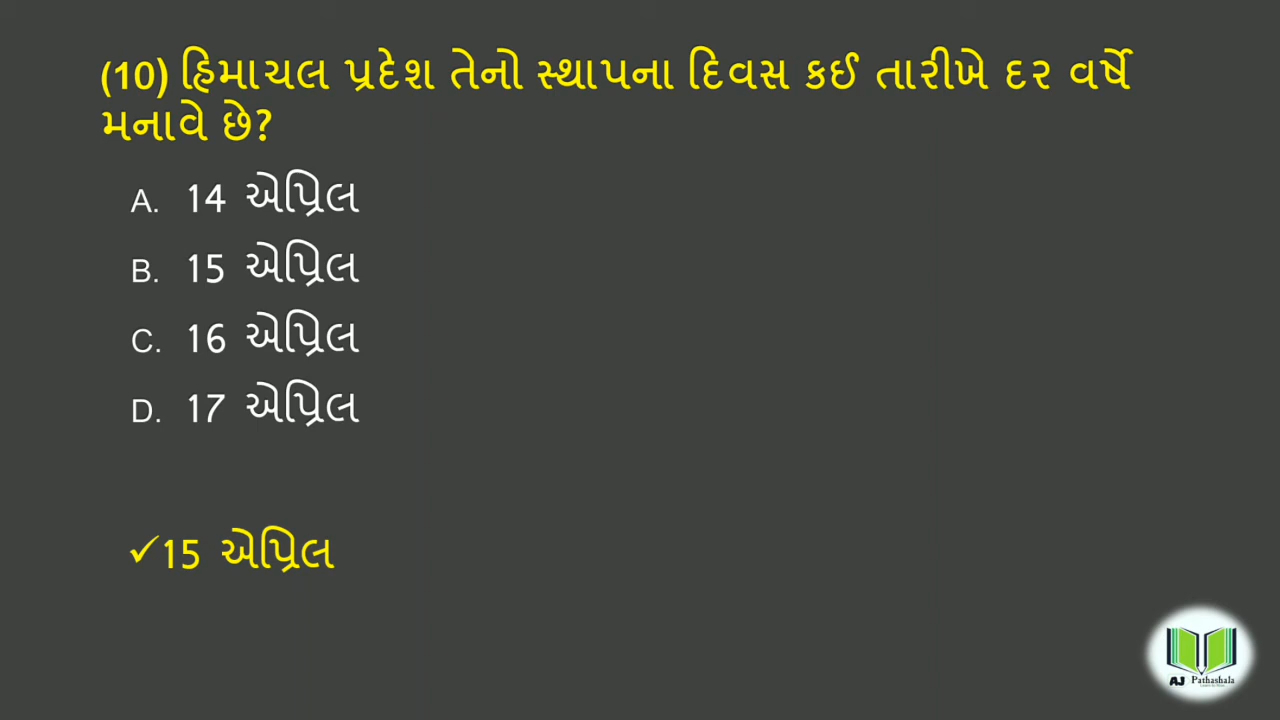 (10) હિમાચલ પ્રદેશ તેનો સ્થાપના દિવસ કઈ તારીખે દર વર્ષે
મનાવે છે?
A. 14 એપ્રિલ
B. 15 એપ્રિલ
C. 16 એપ્રિલ
D. 17 એપ્રિલ
✓15 એપ્રિલ
AJ Pathashala